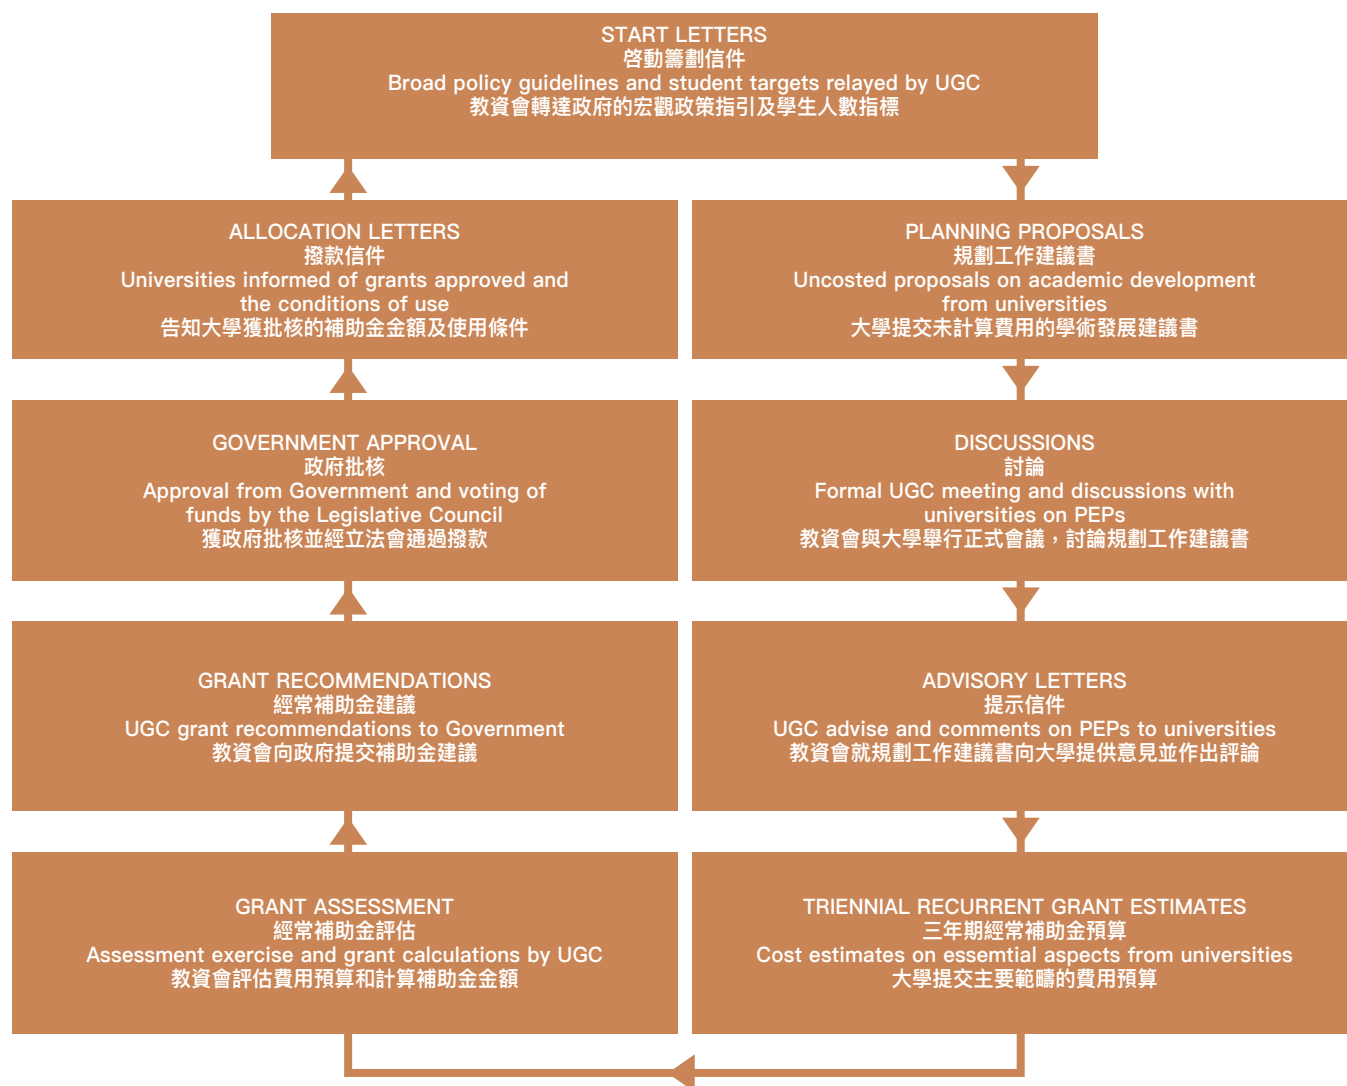 START LETTERS
啓動籌劃信件
Broad policy guidelines and student targets relayed by UGC
教資會轉達政府的宏觀政策指引及學生人數指標
ALLOCATION LETTERS
撥款信件
Universities informed of grants approved and
the conditions of use
告知大學獲批核的補助金金額及使用條件
PLANNING PROPOSALS
規劃工作建議書
Uncosted proposals on academic development
from universities
大學提交未計算費用的學術發展建議書
GOVERNMENT APPROVAL
政府批核
Approval from Government and voting of
funds by the Legislative Council
獲政府批核並經立法會通過撥款
DISCUSSIONS
討論
Formal UGC meeting and discussions with
universities on PEPs
教資會與大學舉行正式會議，討論規劃工作建議書
GRANT RECOMMENDATIONS
經常補助金建議
UGC grant recommendations to Government
教資會向政府提交補助金建議
ADVISORY LETTERS
提示信件
UGC advise and comments on PEPs to universities
教資會就規劃工作建議書向大學提供意見並作出評論
GRANT ASSESSMENT
經常補助金評估
Assessment exercise and grant calculations by UGC
教資會評估費用預算和計算補助金金額
TRIENNIAL RECURRENT GRANT ESTIMATES
三年期經常補助金預算
Cost estimates on essemtial aspects from universities
大學提交主要範疇的費用預算